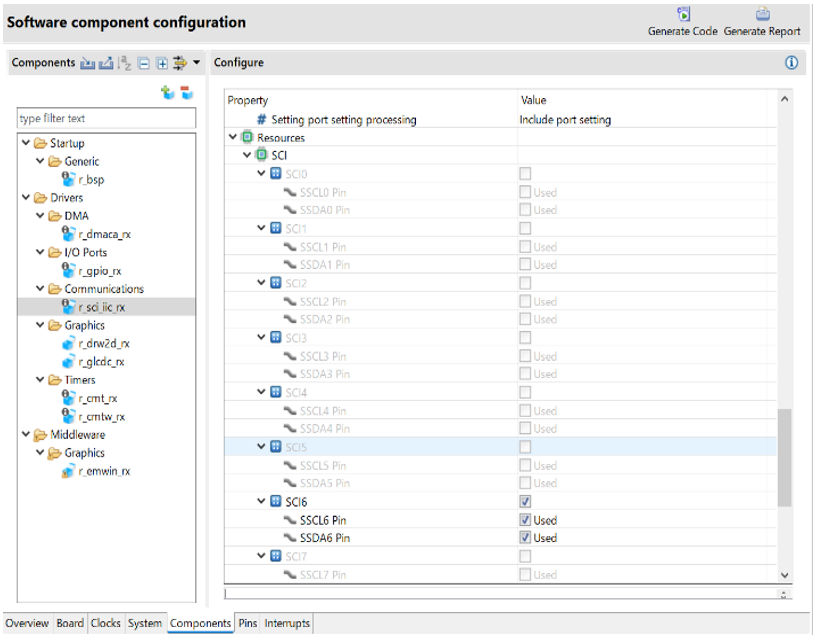 Software component configuration
Generate Code Generate Report
Components
Configure
type filter text
Startup
Generic
r_bsp
Drivers
DMA
r_dmaca_rx
I/O Ports
r_gpio_rx
Communications
r_sci_iic_rx
Graphics
r_drw2d_rx
r_glcdc_rx
Timers
r_cmt_rx
r_cmtw_rx
Middleware
Graphics
r_emwin_rx
Property Value
# Setting port setting processing Include port setting
Resources
SCI
SCI0
SSCL0 Pin Used
SSDA0 Pin Used
SCI1
SSCL1 Pin Used
SSDA1 Pin Used
SCI2
SSCL2 Pin Used
SSDA2 Pin Used
SCI3
SSCL3 Pin Used
SSDA3 Pin Used
SCI4
SSCL4 Pin Used
SSDA4 Pin Used
SCI5
SSCL5 Pin Used
SSDA5 Pin Used
SCI6
SSCL6 Pin Used
SSDA6 Pin Used
SCI7
SSCL7 Pin Used
Overview Board Clocks System Components Pins Interrupts